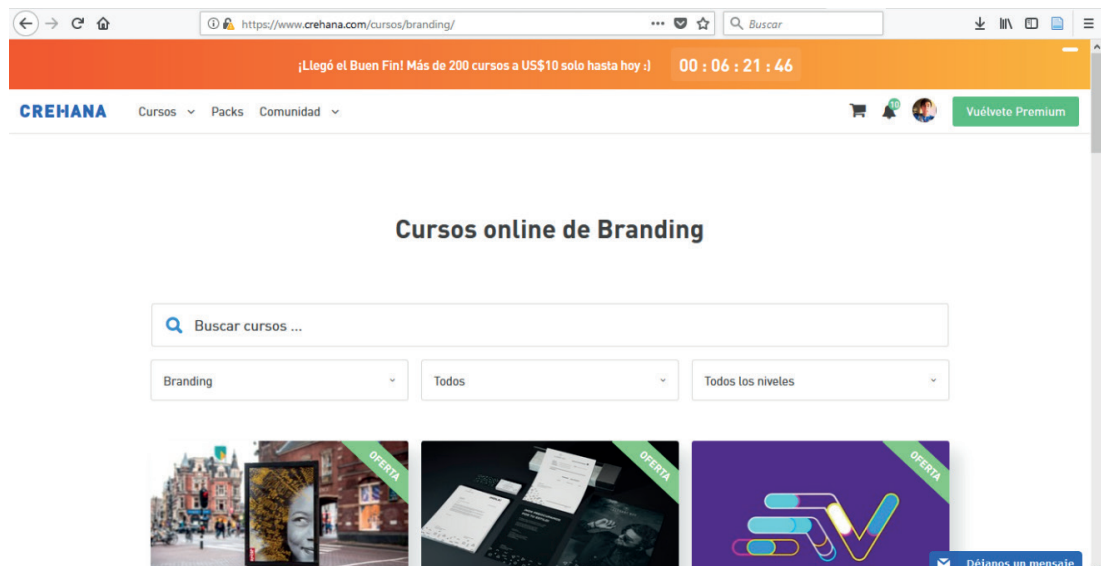 https://www.crehana.com/cursos/branding/
Buscar
¡Llegó el Buen Fin! Más de 200 cursos a US$10 solo hasta hoy :) 00 : 06 : 21 : 46
CREHANA Cursos Packs Comunidad 10 Vuélvete Premium
Cursos online de Branding
Buscar cursos ...
Branding Todos Todos los niveles
OFERTA OFERTA OFERTA
Déjanos un mensaje